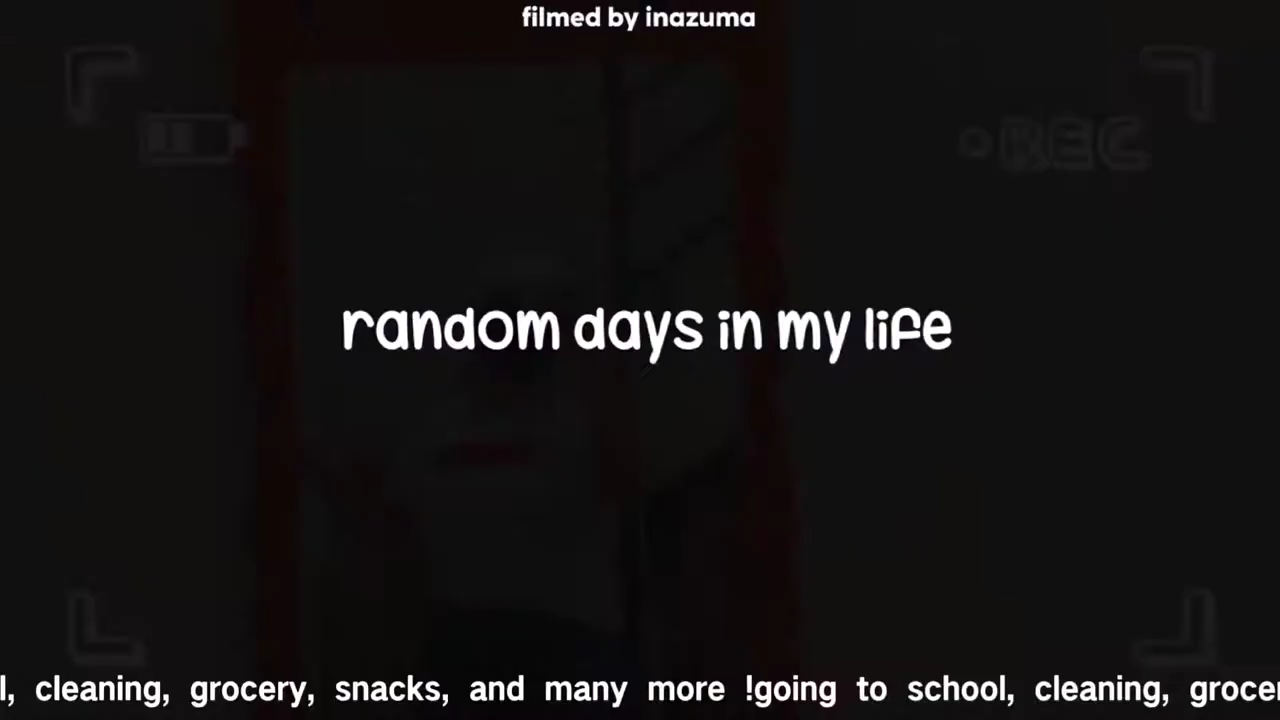 filmed by inazuma
REC
random days in my life
l, cleaning, grocery, snacks, and many more !going to school, cleaning, grocer